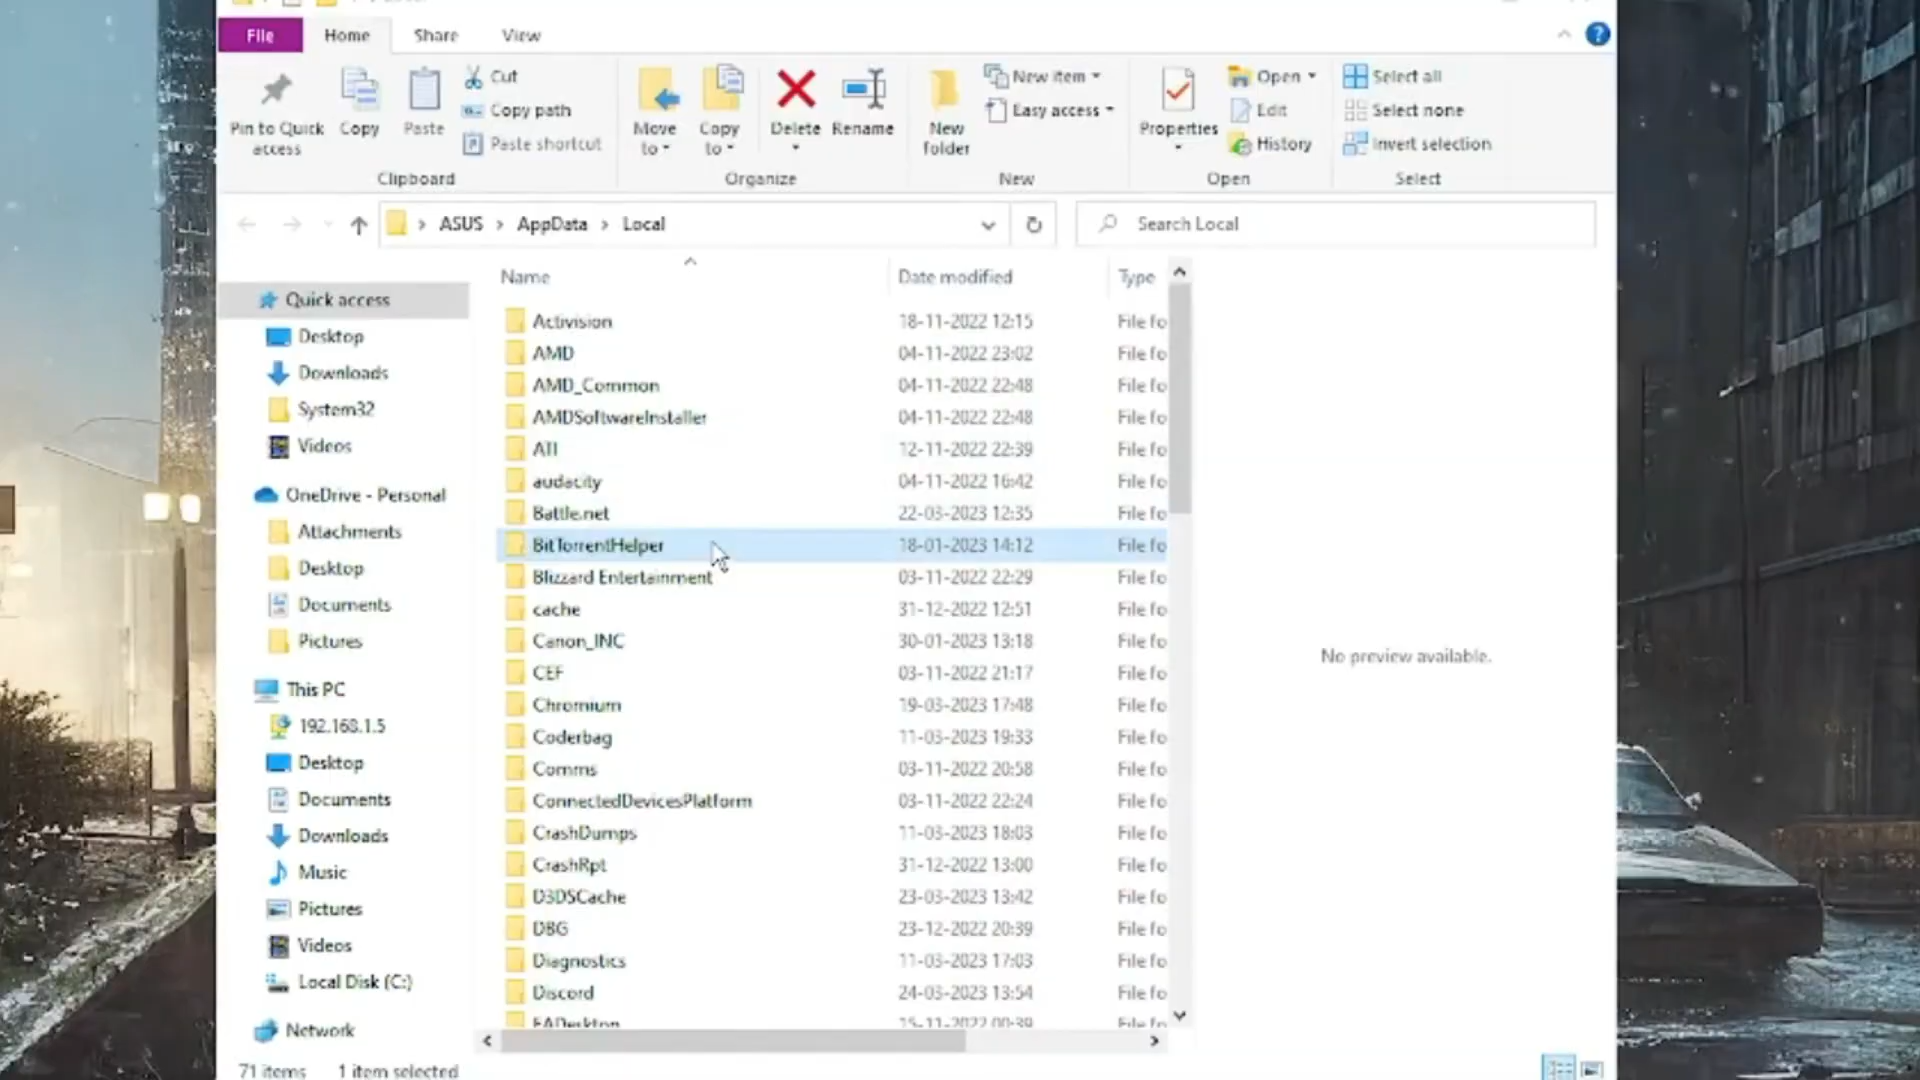 File Home Share View
Pin to Quick access
Copy
Paste
Cut
Copy path
Paste shortcut
Clipboard
Move to
Copy to
Delete
Rename
Organize
New folder
New item
Easy access
New
Properties
Open
Edit
History
Open
Select all
Select none
Invert selection
Select
ASUS > AppData > Local
Search Local
Quick access
Desktop
Downloads
System32
Videos
OneDrive - Personal
Attachments
Desktop
Documents
Pictures
This PC
192.168.1.5
Desktop
Documents
Downloads
Music
Pictures
Videos
Local Disk (C:)
Network
Name Date modified Type
Activision 18-11-2022 12:15 File fo
AMD 04-11-2022 23:02 File fo
AMD_Common 04-11-2022 22:48 File fo
AMDSoftwareInstaller 04-11-2022 22:48 File fo
ATI 12-11-2022 22:39 File fo
audacity 04-11-2022 16:42 File fo
Battle.net 22-03-2023 12:35 File fo
BitTorrentHelper 18-01-2023 14:12 File fo
Blizzard Entertainment 03-11-2022 22:29 File fo
cache 31-12-2022 12:51 File fo
Canon_INC 30-01-2023 13:18 File fo
CEF 03-11-2022 21:17 File fo
Chromium 19-03-2023 17:48 File fo
Coderbag 11-03-2023 19:33 File fo
Comms 03-11-2022 20:58 File fo
ConnectedDevicesPlatform 03-11-2022 22:24 File fo
CrashDumps 11-03-2023 18:03 File fo
CrashRpt 31-12-2022 13:00 File fo
D3DSCache 23-03-2023 13:42 File fo
DBG 23-12-2022 20:39 File fo
Diagnostics 11-03-2023 17:03 File fo
Discord 24-03-2023 13:54 File fo
EADesktop 15-11-2022 00:39 File fo
No preview available.
71 items 1 item selected